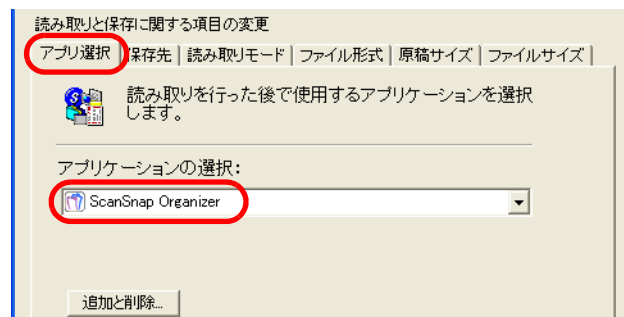 読み取りと保存に関する項目の変更
アプリ選択 保存先 読み取りモード ファイル形式 原稿サイズ ファイルサイズ
読み取りを行った後で使用するアプリケーションを選択
します。
アプリケーションの選択:
ScanSnap Organizer
追加と削除...